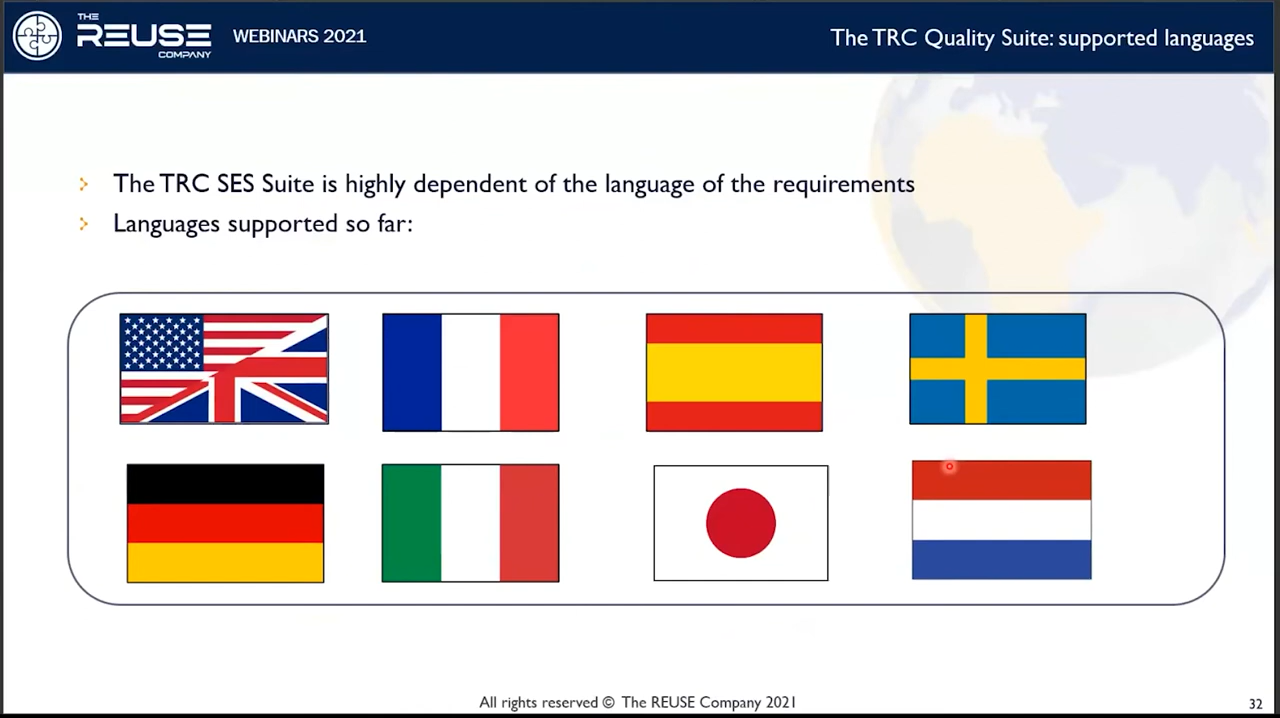 THE
REUSE
COMPANY
WEBINARS 2021
The TRC Quality Suite: supported languages
The TRC SES Suite is highly dependent of the language of the requirements
Languages supported so far:
All rights reserved © The REUSE Company 2021
32